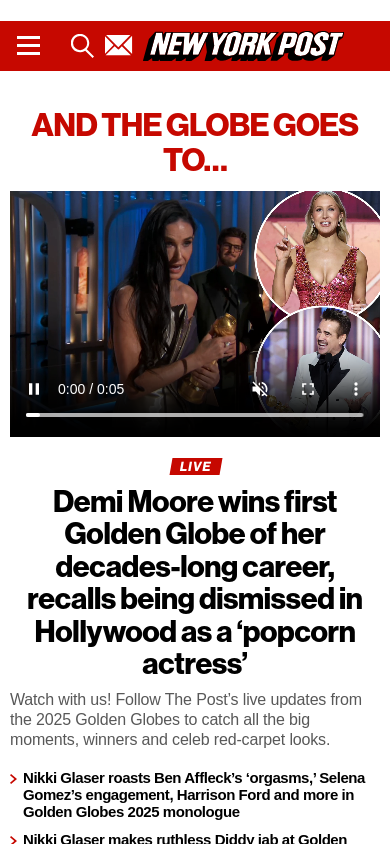 NEW YORK POST
AND THE GLOBE GOES
TO…
0:00 / 0:05
LIVE
Demi Moore wins first
Golden Globe of her
decades-long career,
recalls being dismissed in
Hollywood as a ‘popcorn
actress’
Watch with us! Follow The Post’s live updates from
the 2025 Golden Globes to catch all the big
moments, winners and celeb red-carpet looks.
Nikki Glaser roasts Ben Affleck’s ‘orgasms,’ Selena
Gomez’s engagement, Harrison Ford and more in
Golden Globes 2025 monologue
Nikki Glaser makes ruthless Diddy jab at Golden